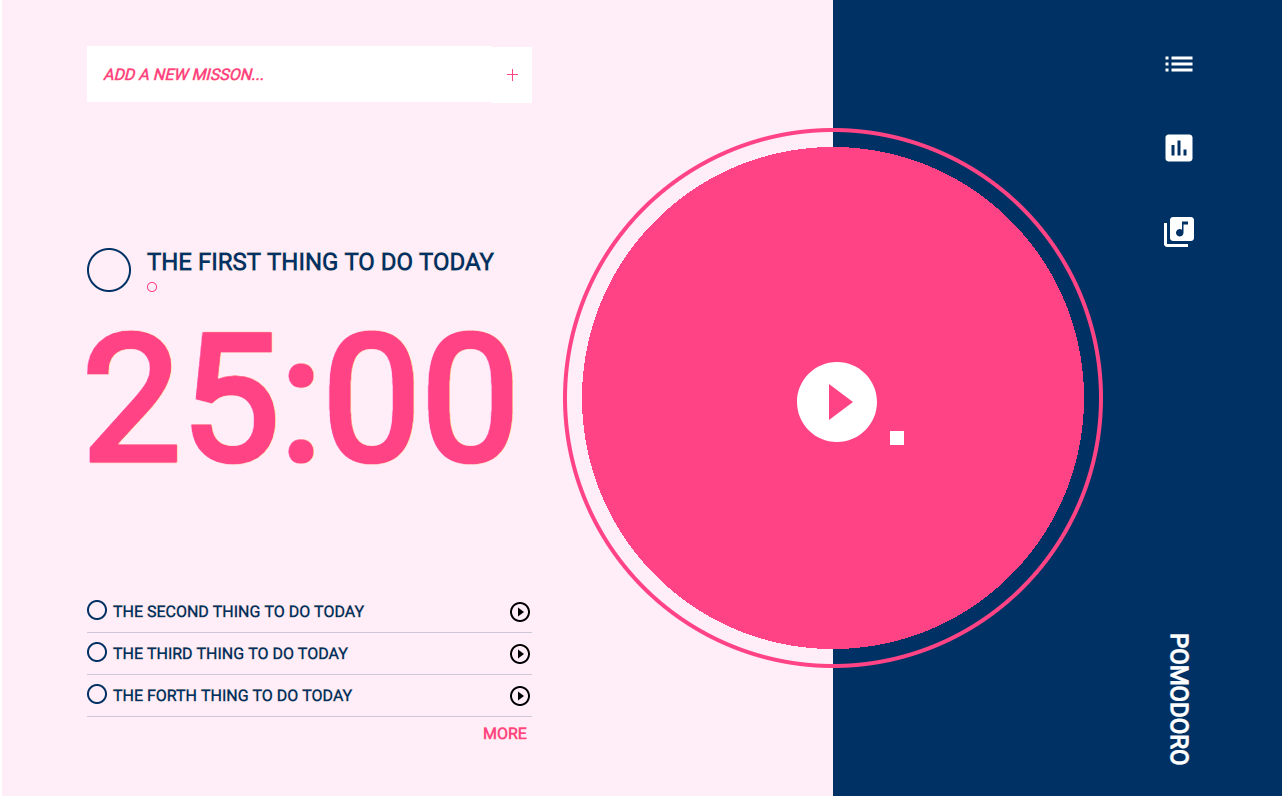 ADD A NEW MISSON...
THE FIRST THING TO DO TODAY
25:00
THE SECOND THING TO DO TODAY
THE THIRD THING TO DO TODAY
THE FORTH THING TO DO TODAY
MORE
POMODORO